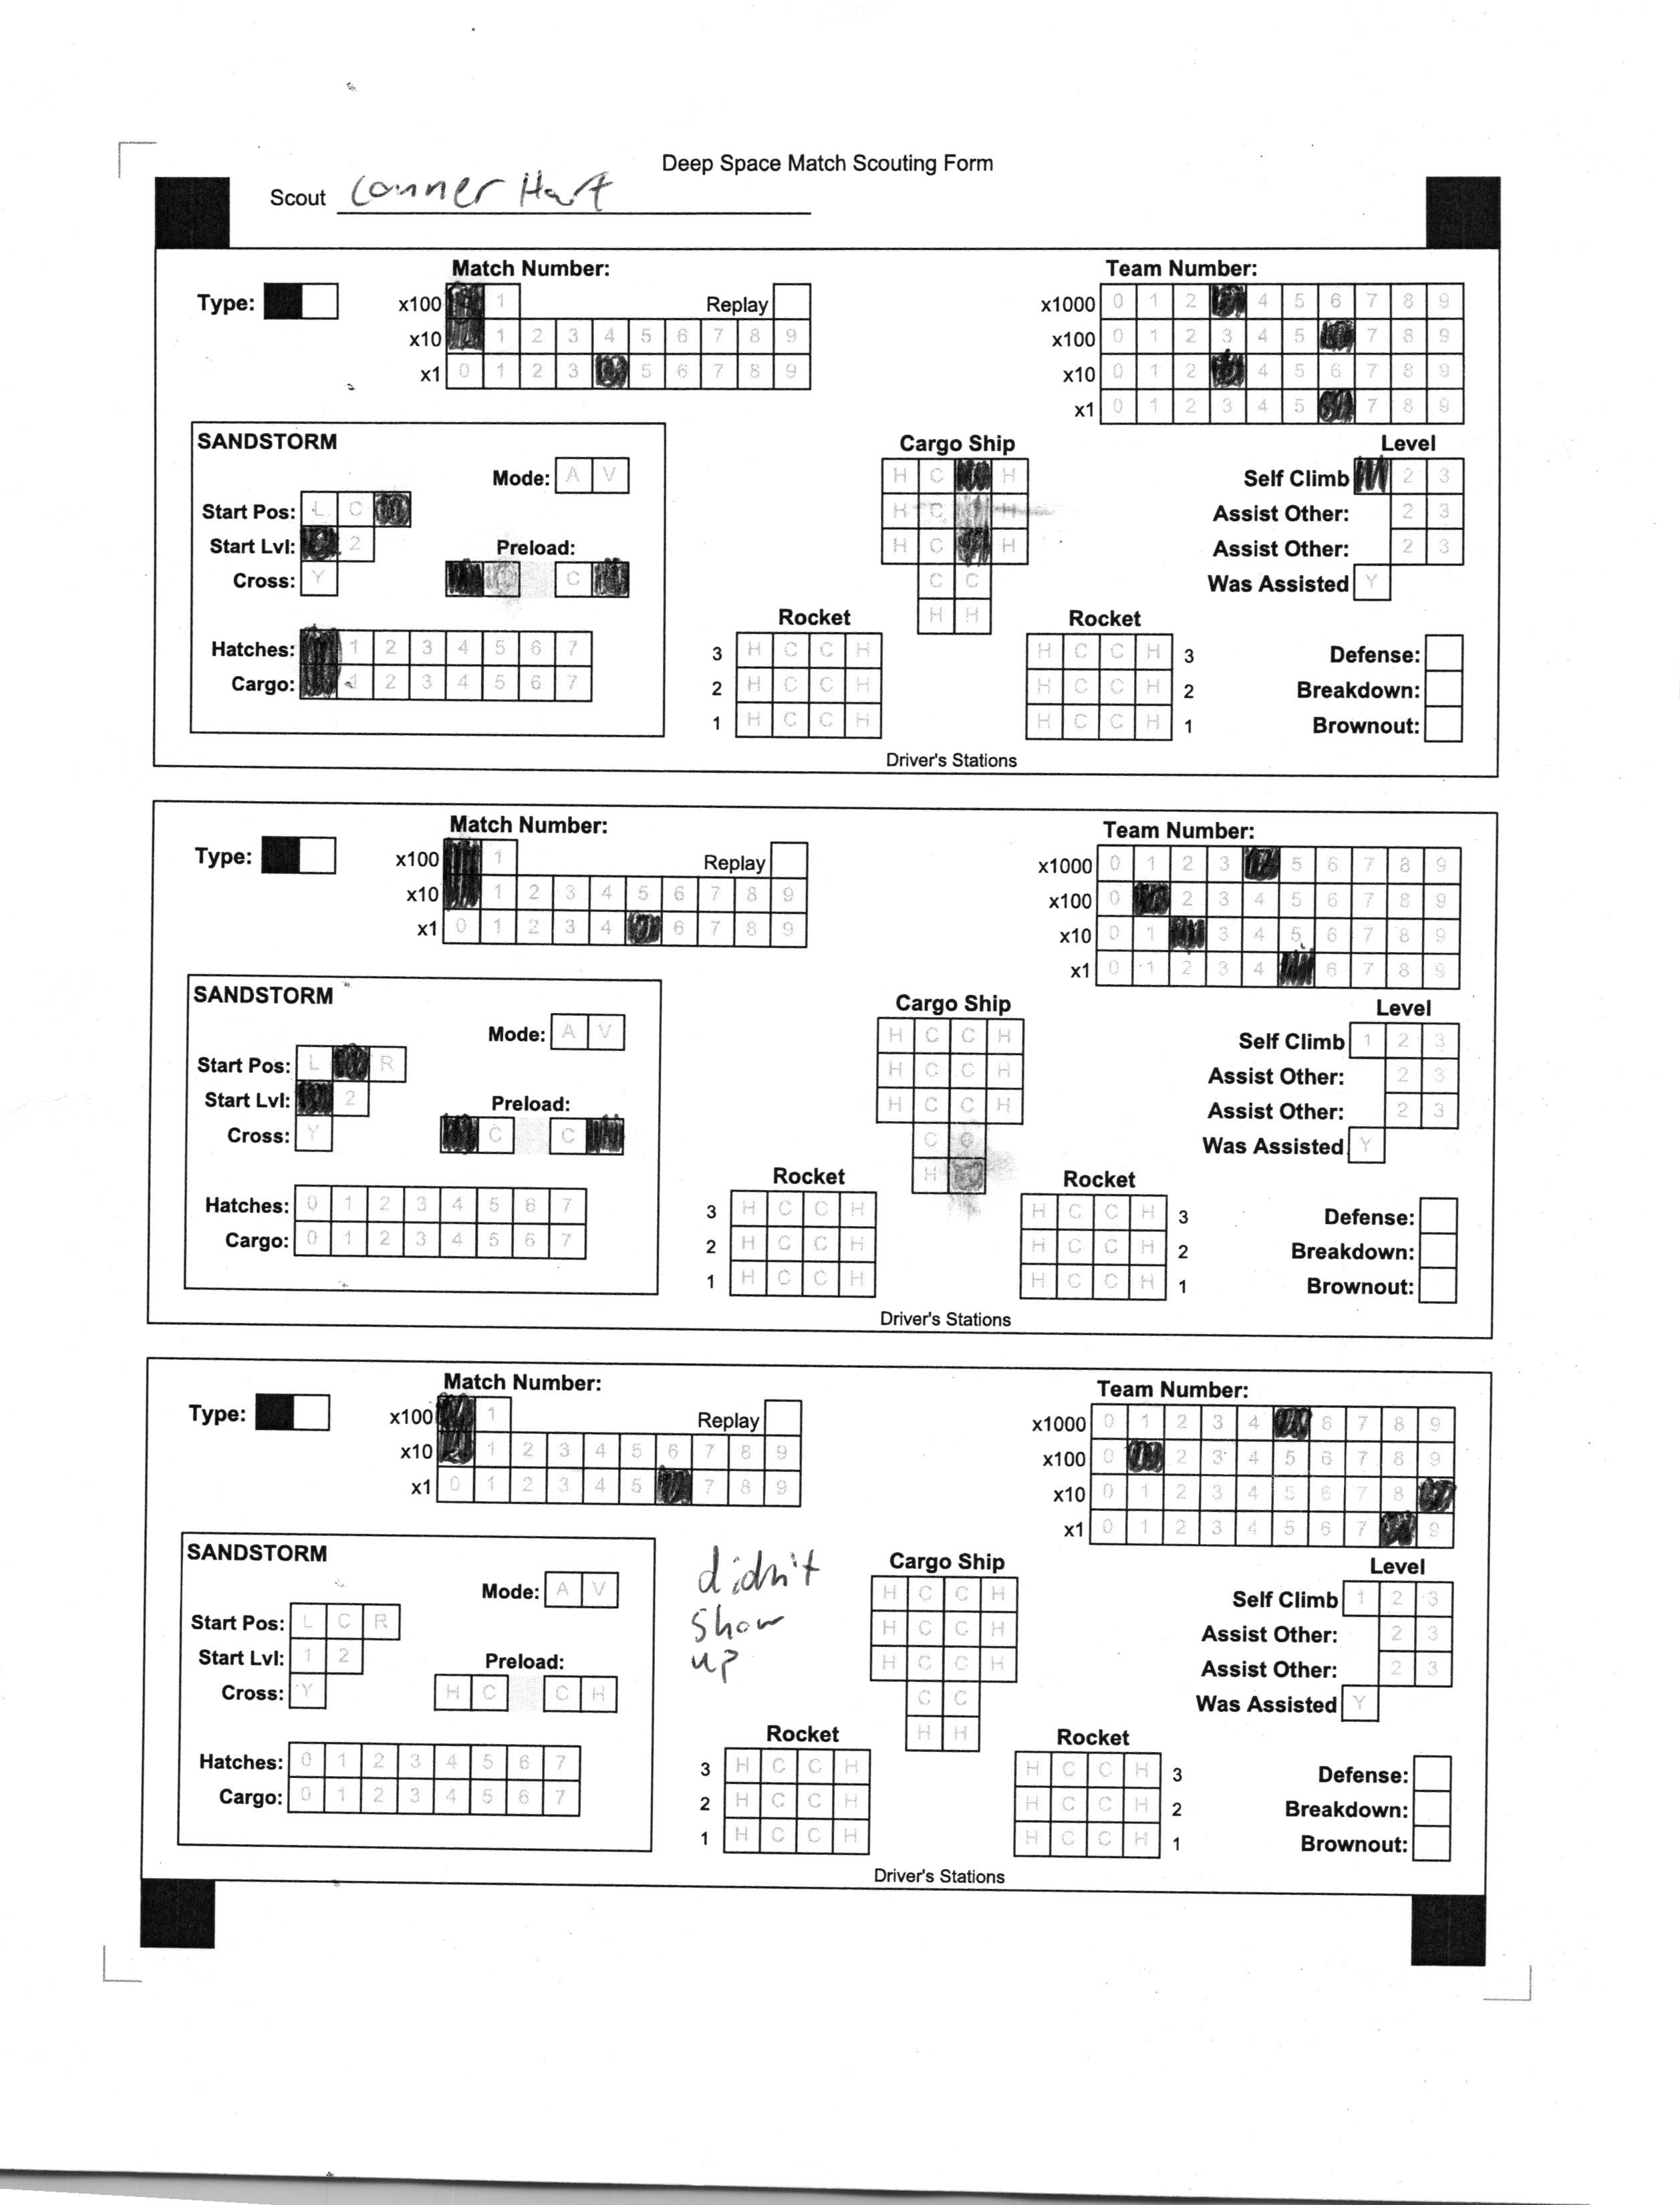 Deep Space Match Scouting Form
Scout Conner Hart
Match Number: Team Number:
Type: x100 1 Replay x1000 0 1 2 4 5 6 7 8 9
x10 1 2 3 4 5 6 7 8 9 x100 0 1 2 3 4 5 7 8 9
x1 0 1 2 3 5 6 7 8 9 x10 0 1 2 4 5 6 7 8 9
x1 0 1 2 3 4 5 7 8 9
SANDSTORM Cargo Ship Level
Mode: A V H C H Self Climb 2 3
Start Pos: L C H C H Assist Other: 2 3
Start Lvl: 2 Preload: H C H Assist Other: 2 3
Cross: Y C C C Was Assisted Y
Rocket H H Rocket
Hatches: 1 2 3 4 5 6 7 3 H C C H H C C H 3 Defense:
Cargo: 1 2 3 4 5 6 7 2 H C C H H C C H 2 Breakdown:
1 H C C H H C C H 1 Brownout:
Driver's Stations
Match Number: Team Number:
Type: x100 1 Replay x1000 0 1 2 3 5 6 7 8 9
x10 1 2 3 4 5 6 7 8 9 x100 0 2 3 4 5 6 7 8 9
x1 0 1 2 3 4 6 7 8 9 x10 0 1 3 4 5 6 7 8 9
x1 0 1 2 3 4 6 7 8 9
SANDSTORM Cargo Ship Level
Mode: A V H C C H Self Climb 1 2 3
Start Pos: L R H C C H Assist Other: 2 3
Start Lvl: 2 Preload: H C C H Assist Other: 2 3
Cross: Y C C C C Was Assisted Y
Rocket H Rocket
Hatches: 0 1 2 3 4 5 6 7 3 H C C H H C C H 3 Defense:
Cargo: 0 1 2 3 4 5 6 7 2 H C C H H C C H 2 Breakdown:
1 H C C H H C C H 1 Brownout:
Driver's Stations
Match Number: Team Number:
Type: x100 1 Replay x1000 0 1 2 3 4 6 7 8 9
x10 1 2 3 4 5 6 7 8 9 x100 0 2 3 4 5 6 7 8 9
x1 0 1 2 3 4 5 7 8 9 x10 0 1 2 3 4 5 6 7 8
x1 0 1 2 3 4 5 6 7 9
SANDSTORM didn't Cargo Ship Level
Mode: A V show H C C H Self Climb 1 2 3
Start Pos: L C R up H C C H Assist Other: 2 3
Start Lvl: 1 2 Preload: H C C H Assist Other: 2 3
Cross: Y H C C H C C Was Assisted Y
Rocket H H Rocket
Hatches: 0 1 2 3 4 5 6 7 3 H C C H H C C H 3 Defense:
Cargo: 0 1 2 3 4 5 6 7 2 H C C H H C C H 2 Breakdown:
1 H C C H H C C H 1 Brownout:
Driver's Stations